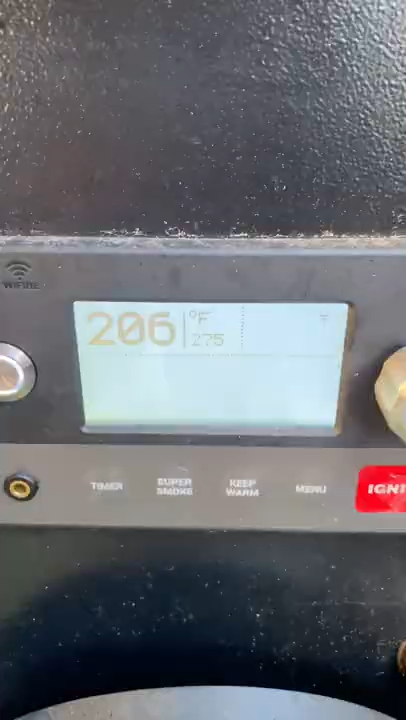 WiFIRE
206 °F
275
TIMER
SUPER
SMOKE
KEEP
WARM
MENU
IGNI